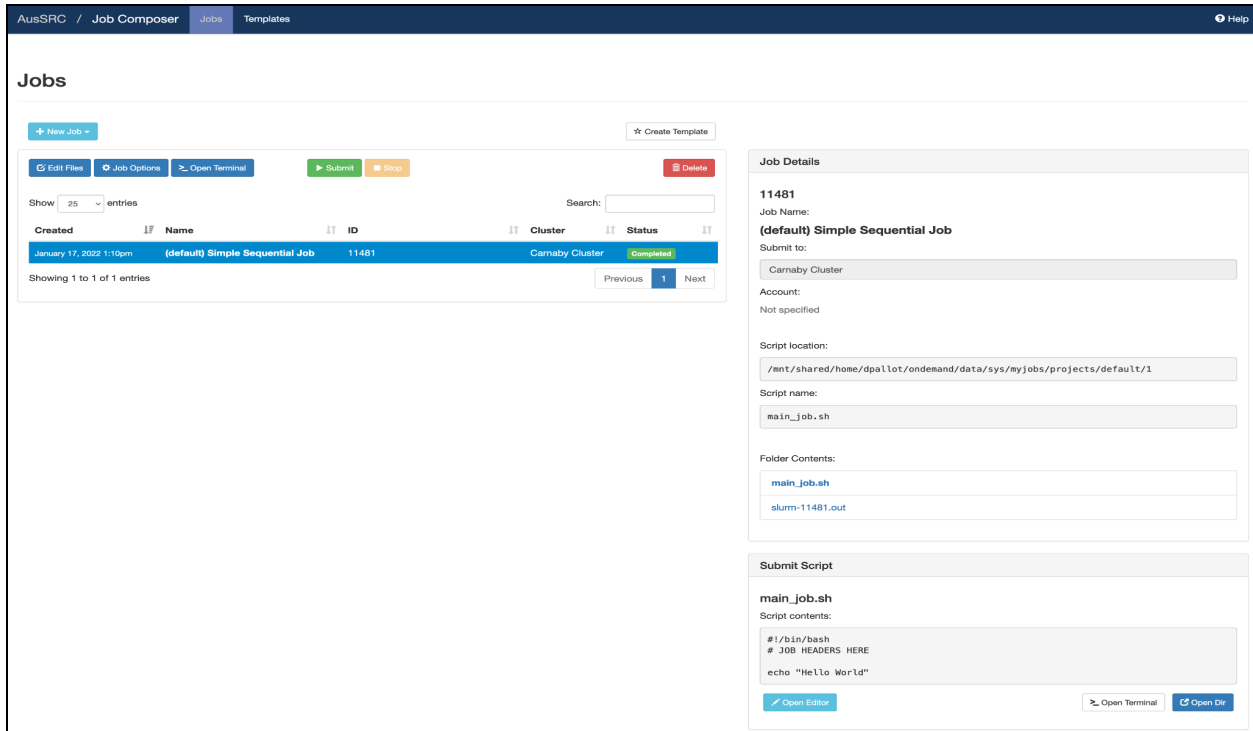 AusSRC / Job Composer Jobs Templates Help
Jobs
New Job
Create Template
Edit Files Job Options Open Terminal Submit Stop Delete
Show 25 entries Search:
Created Name ID Cluster Status
January 17, 2022 1:10pm (default) Simple Sequential Job 11481 Carnaby Cluster Completed
Showing 1 to 1 of 1 entries Previous 1 Next
Job Details
11481
Job Name:
(default) Simple Sequential Job
Submit to:
Carnaby Cluster
Account:
Not specified
Script location:
/mnt/shared/home/dpallot/ondemand/data/sys/myjobs/projects/default/1
Script name:
main_job.sh
Folder Contents:
main_job.sh
slurm-11481.out
Submit Script
main_job.sh
Script contents:
#!/bin/bash
# JOB HEADERS HERE
echo "Hello World"
Open Editor Open Terminal Open Dir